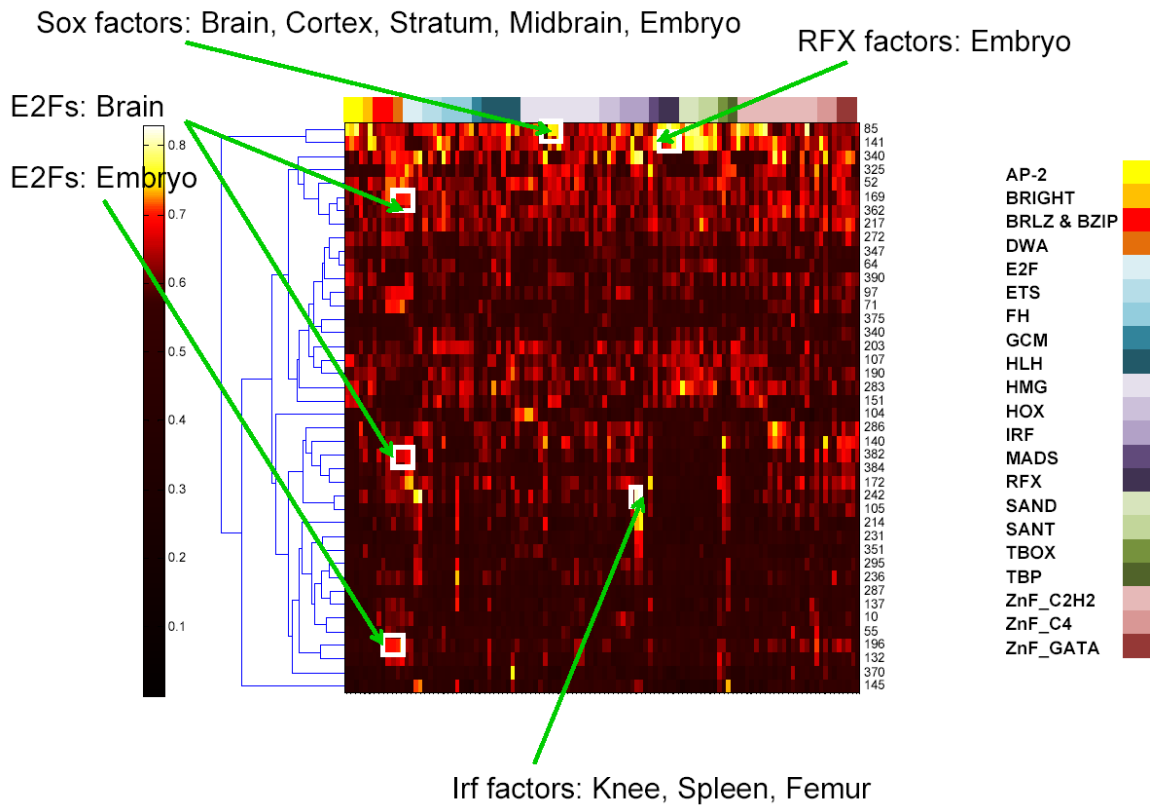 Sox factors: Brain, Cortex, Stratum, Midbrain, Embryo
RFX factors: Embryo
E2Fs: Brain
E2Fs: Embryo
0.8
0.7
0.6
0.5
0.4
0.3
0.2
0.1
85
141
340
325
52
169
362
217
272
347
64
390
97
71
375
340
203
107
190
283
151
104
286
140
382
384
172
242
105
214
231
351
295
236
287
137
10
55
196
132
370
145
AP-2
BRIGHT
BRLZ & BZIP
DWA
E2F
ETS
FH
GCM
HLH
HMG
HOX
IRF
MADS
RFX
SAND
SANT
TBOX
TBP
ZnF_C2H2
ZnF_C4
ZnF_GATA
Irf factors: Knee, Spleen, Femur